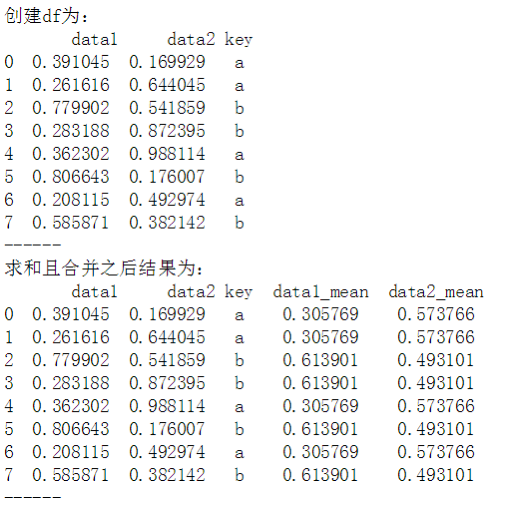 创建df为:
data1 data2 key
0 0.391045 0.169929 a
1 0.261616 0.644045 a
2 0.779902 0.541859 b
3 0.283188 0.872395 b
4 0.362302 0.988114 a
5 0.806643 0.176007 b
6 0.208115 0.492974 a
7 0.585871 0.382142 b
------
求和且合并之后结果为:
data1 data2 key data1_mean data2_mean
0 0.391045 0.169929 a 0.305769 0.573766
1 0.261616 0.644045 a 0.305769 0.573766
2 0.779902 0.541859 b 0.613901 0.493101
3 0.283188 0.872395 b 0.613901 0.493101
4 0.362302 0.988114 a 0.305769 0.573766
5 0.806643 0.176007 b 0.613901 0.493101
6 0.208115 0.492974 a 0.305769 0.573766
7 0.585871 0.382142 b 0.613901 0.493101
------